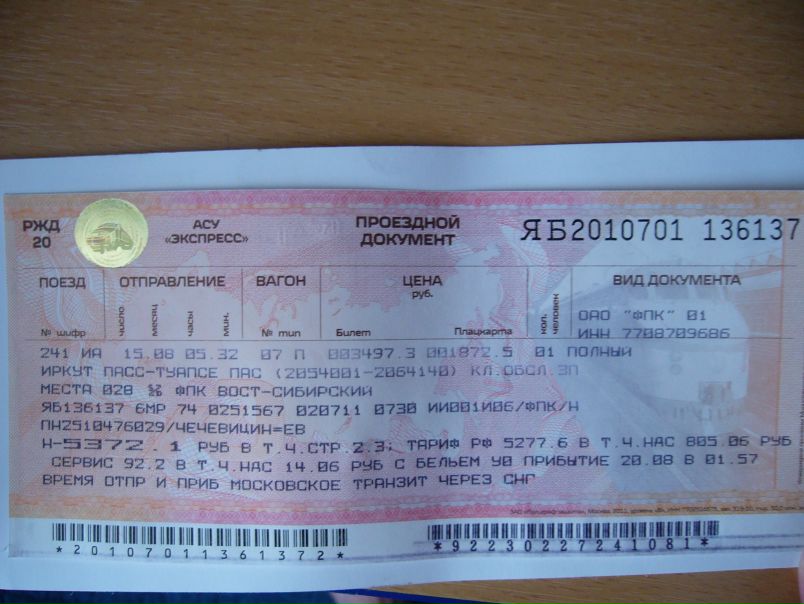 РЖД АСУ ПРОЕЗДНОЙ ЯБ2010701 136137
20 «ЭКСПРЕСС» ДОКУМЕНТ
ПОЕЗД ОТПРАВЛЕНИЕ ВАГОН ЦЕНА ВИД ДОКУМЕНТА
руб.
№ шифр число месяц часы мин. № тип Билет Плацкарта кол. человек
ОАО "ФПК" 01
ИНН 7708709686
241 ИА 15.08 05.32 07 П 003497.3 001872.5 01 ПОЛНЫЙ
ИРКУТ ПАСС-ТУАПСЕ ПАС (2054001-2064140) КЛ.ОБСЛ.3П
МЕСТА 028 ФПК ВОСТ-СИБИРСКИЙ
ЯБ136137 6МР 74 0251567 020711 0730 ИИ001И06/ФПК/Н
ПН2510476029/ЧЕЧЕВИЦИН=ЕВ
Н-5372.1 РУБ В Т.Ч.СТР.2.3; ТАРИФ РФ 5277.6 В Т.Ч.НДС 805.06 РУБ
СЕРВИС 92.2 В Т.Ч.НДС 14.06 РУБ С БЕЛЬЕМ У0 ПРИБЫТИЕ 20.08 В 01.57
ВРЕМЯ ОТПР И ПРИБ МОСКОВСКОЕ ТРАНЗИТ ЧЕРЕЗ СНГ
*20107011361372* *92230227241081*